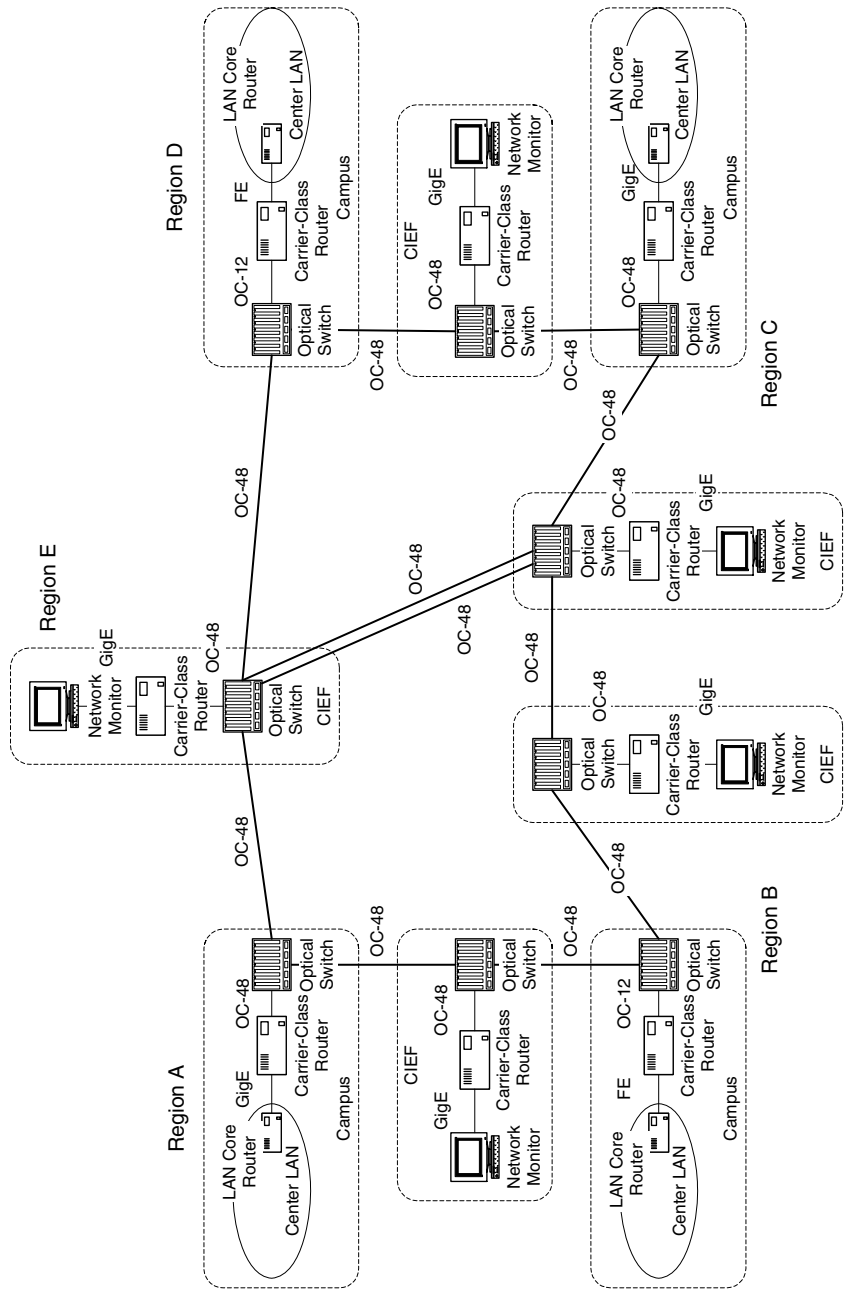 Region A
LAN Core
Router
Center LAN
GigE
Carrier-Class
Router
OC-48
Optical
Switch
Campus
OC-48
OC-48
CIEF
GigE
Network
Monitor
Carrier-Class
Router
OC-48
Optical
Switch
OC-48
LAN Core
Router
Center LAN
FE
Carrier-Class
Router
OC-12
Optical
Switch
Campus
Region B
OC-48
Region E
GigE
Network
Monitor
Carrier-Class
Router
OC-48
Optical
Switch
CIEF
OC-48
OC-48
OC-48
OC-48
Optical
Switch
OC-48
Carrier-Class
Router
GigE
Network
Monitor
CIEF
OC-48
Optical
Switch
OC-48
Carrier-Class
Router
GigE
Network
Monitor
CIEF
Region D
OC-12
Optical
Switch
Carrier-Class
Router
FE
LAN Core
Router
Center LAN
Campus
OC-48
CIEF
OC-48
Optical
Switch
Carrier-Class
Router
GigE
Network
Monitor
OC-48
OC-48
Optical
Switch
Carrier-Class
Router
GigE
LAN Core
Router
Center LAN
Campus
Region C